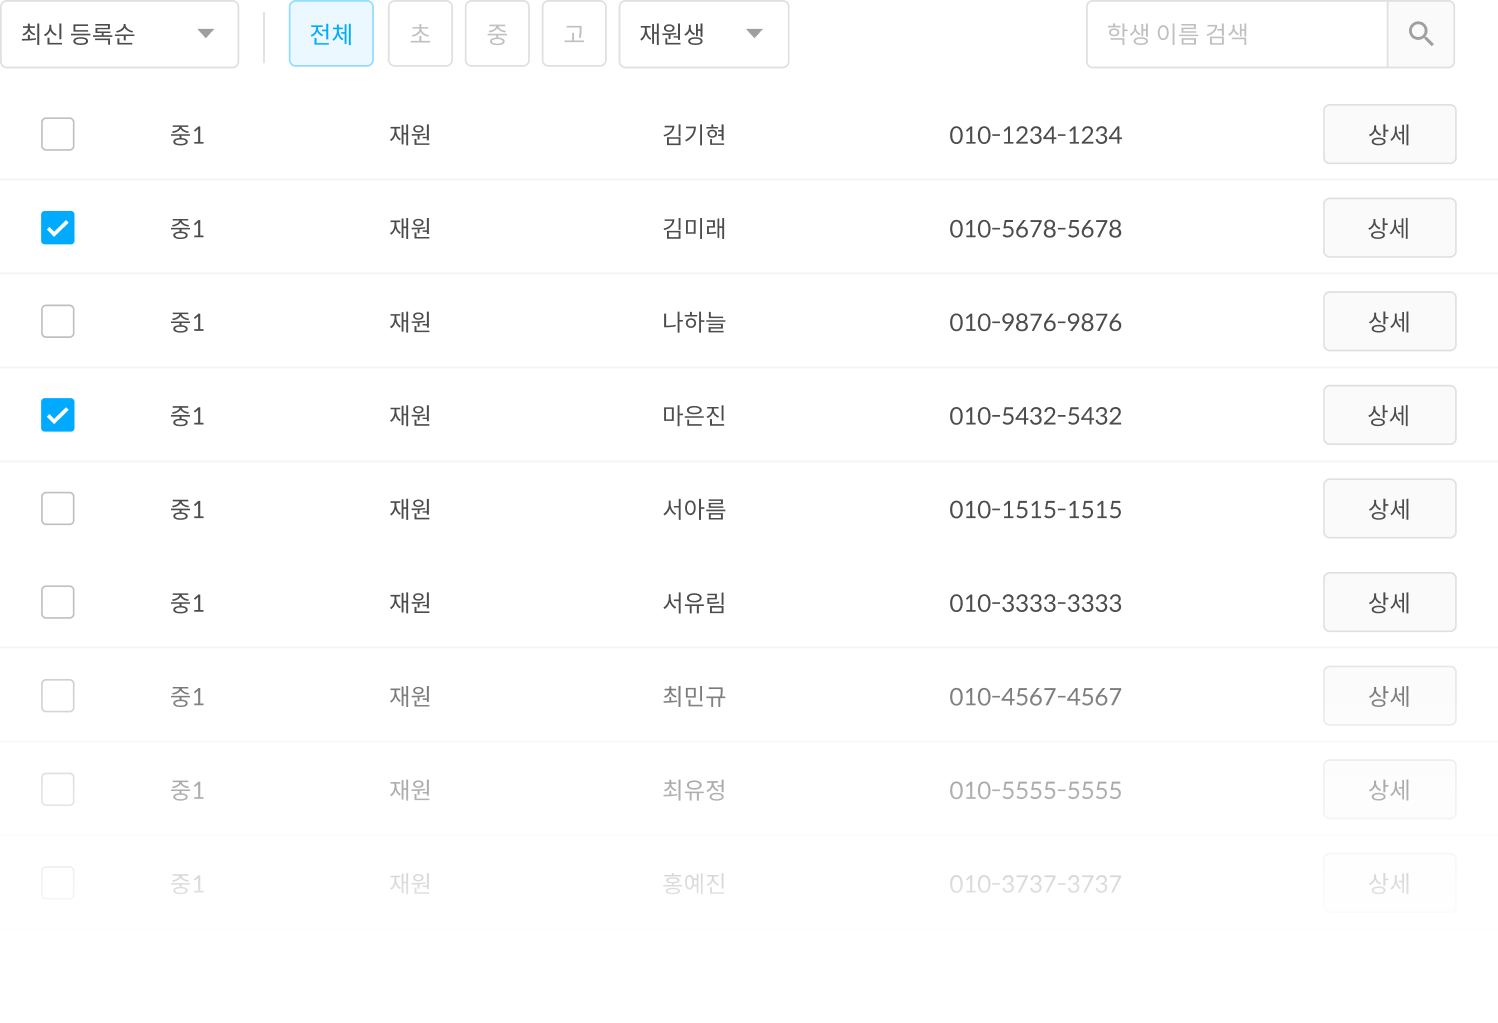 최신 등록순 전체 초 중 고 재원생 학생 이름 검색
중1 재원 김기현 010-1234-1234 상세
중1 재원 김미래 010-5678-5678 상세
중1 재원 나하늘 010-9876-9876 상세
중1 재원 마은진 010-5432-5432 상세
중1 재원 서아름 010-1515-1515 상세
중1 재원 서유림 010-3333-3333 상세
중1 재원 최민규 010-4567-4567 상세
중1 재원 최유정 010-5555-5555 상세
중1 재원 홍예진 010-3737-3737 상세